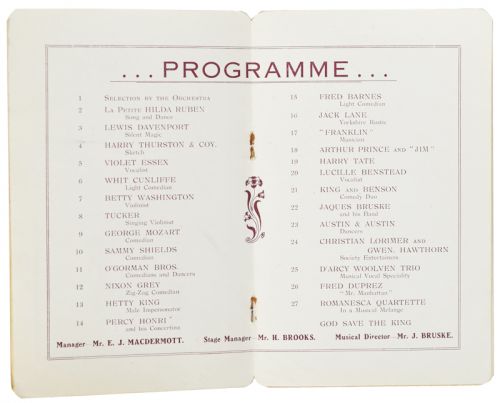 ... PROGRAMME ...
1 Selection by the Orchestra
2 La Petite HILDA RUBEN
Song and Dance
3 LEWIS DAVENPORT
Silent Magic
4 HARRY THURSTON & COY.
Sketch
5 VIOLET ESSEX
Vocalist
6 WHIT CUNLIFFE
Light Comedian
7 BETTY WASHINGTON
Violinist
8 TUCKER
Singing Violinist
9 GEORGE MOZART
Comedian
10 SAMMY SHIELDS
Comedian
11 O'GORMAN BROS.
Comedians and Dancers
12 NIXON GREY
Zig-Zag Comedian
13 HETTY KING
Male Impersonator
14 PERCY HONRI
and his Concertina
15 FRED BARNES
Light Comedian
16 JACK LANE
Yorkshire Rustic
17 "FRANKLIN"
Musician
18 ARTHUR PRINCE and "JIM"
19 HARRY TATE
20 LUCILLE BENSTEAD
Vocalist
21 KING and BENSON
Comedy Duo
22 JAQUES BRUSKE
and his Band
23 AUSTIN & AUSTIN
Dancers
24 CHRISTIAN LORIMER and
GWEN. HAWTHORN
Society Entertainers
25 D'ARCY WOOLVEN TRIO
Musical Vocal Speciality
26 FRED DUPREZ
"Mr. Manhattan"
27 ROMANESCA QUARTETTE
In a Musical Melange
GOD SAVE THE KING
Manager—Mr. E. J. MACDERMOTT. Stage Manager—Mr. H. BROOKS. Musical Director—Mr. J. BRUSKE.